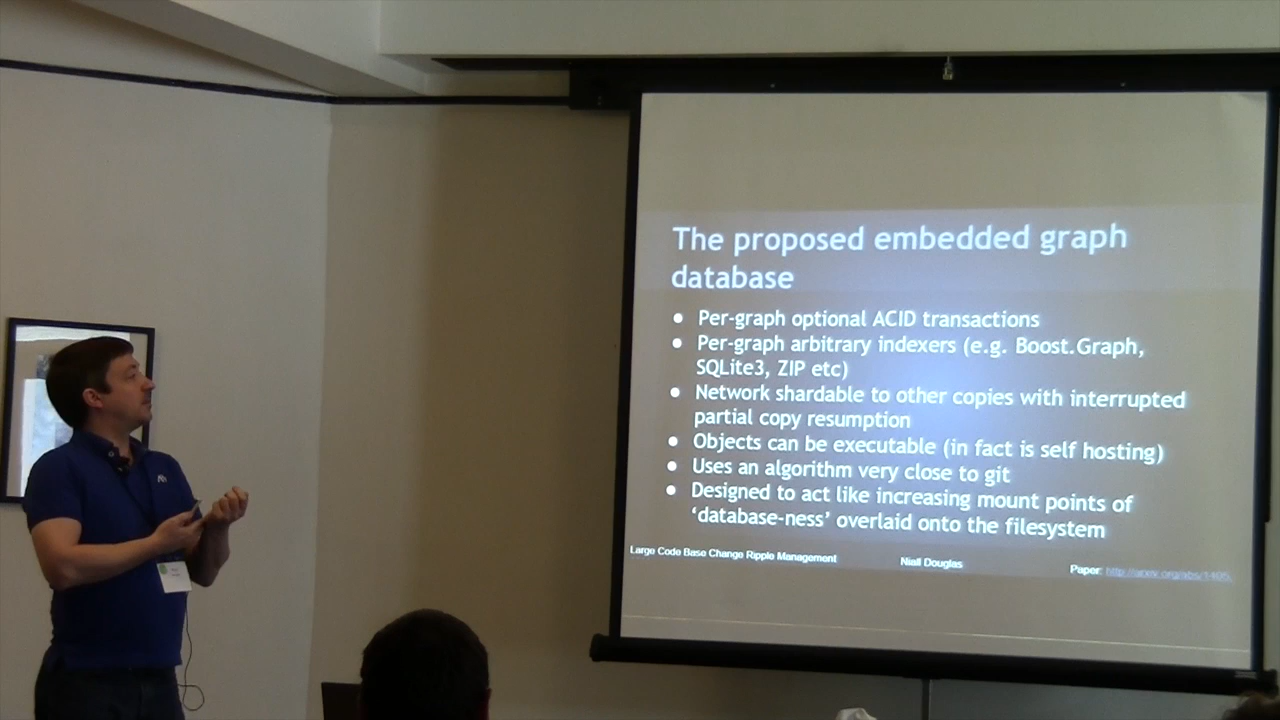 The proposed embedded graph
database
● Per-graph optional ACID transactions
● Per-graph arbitrary indexers (e.g. Boost.Graph,
SQLite3, ZIP etc)
● Network shardable to other copies with interrupted
partial copy resumption
● Objects can be executable (in fact is self hosting)
● Uses an algorithm very close to git
● Designed to act like increasing mount points of
‘database-ness’ overlaid onto the filesystem
Large Code Base Change Ripple Management Niall Douglas Paper: